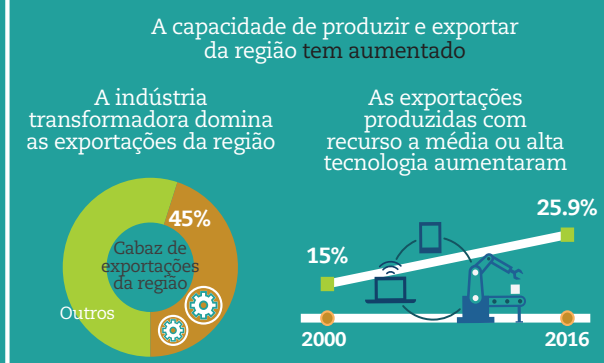 A capacidade de produzir e exportar
da região tem aumentado
A indústria
transformadora domina
as exportações da região
45%
Cabaz de
exportações
da região
Outros
As exportações
produzidas com
recurso a média ou alta
tecnologia aumentaram
25.9%
15%
2000
2016